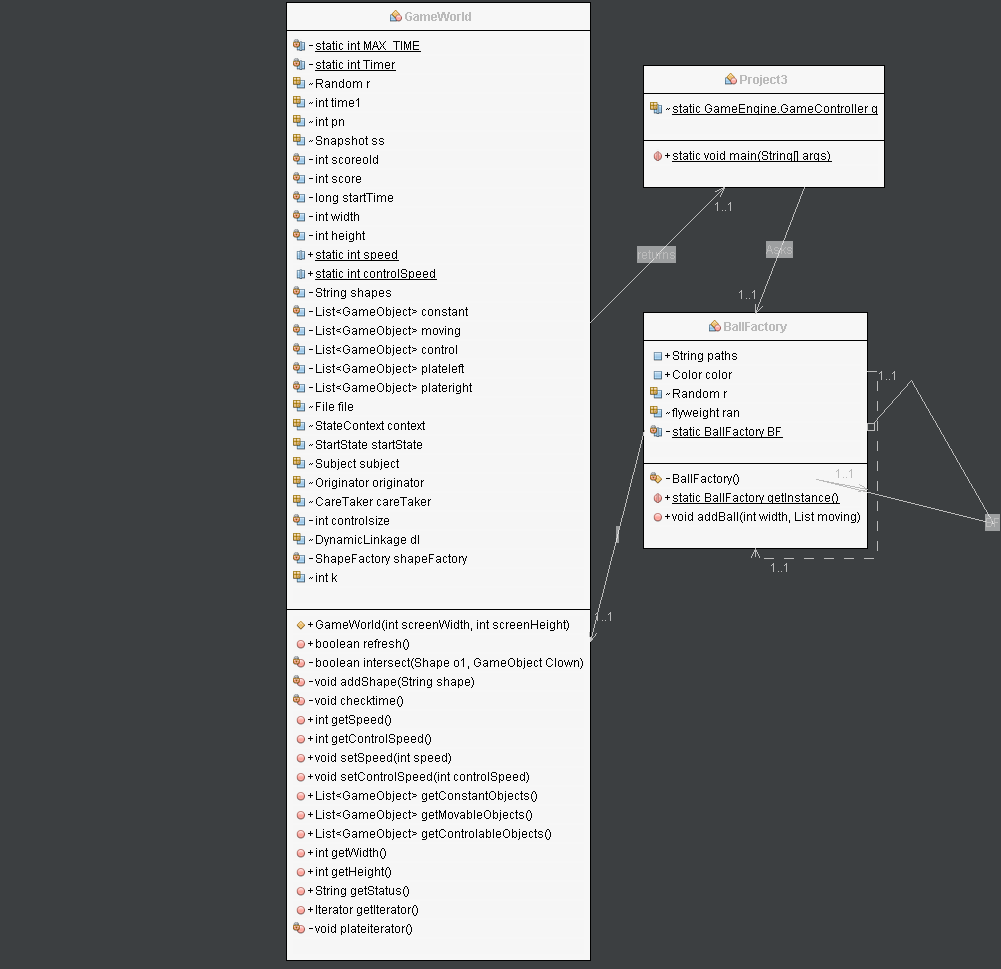 GameWorld
-static int MAX_TIME
-static int Timer
~Random r
~int time1
~int pn
~Snapshot ss
-int scoreold
-int score
-long startTime
-int width
-int height
+static int speed
+static int controlSpeed
-String shapes
-List<GameObject> constant
-List<GameObject> moving
-List<GameObject> control
-List<GameObject> plateleft
-List<GameObject> plateright
~File file
~StateContext context
~StartState startState
~Subject subject
~Originator originator
~CareTaker careTaker
-int controlsize
~DynamicLinkage dl
-ShapeFactory shapeFactory
~int k
+GameWorld(int screenWidth, int screenHeight)
+boolean refresh()
-boolean intersect(Shape o1, GameObject Clown)
-void addShape(String shape)
-void checktime()
+int getSpeed()
+int getControlSpeed()
+void setSpeed(int speed)
+void setControlSpeed(int controlSpeed)
+List<GameObject> getConstantObjects()
+List<GameObject> getMovableObjects()
+List<GameObject> getControlableObjects()
+int getWidth()
+int getHeight()
+String getStatus()
+Iterator getIterator()
-void plateiterator()
Project3
~static GameEngine.GameController g
+static void main(String[] args)
1..1
returns
Asks
1..1
BallFactory
+String paths
+Color color
~Random r
~flyweight ran
-static BallFactory BF
-BallFactory()
+static BallFactory getInstance()
+void addBall(int width, List moving)
1..1
1..1
1..1
1..1